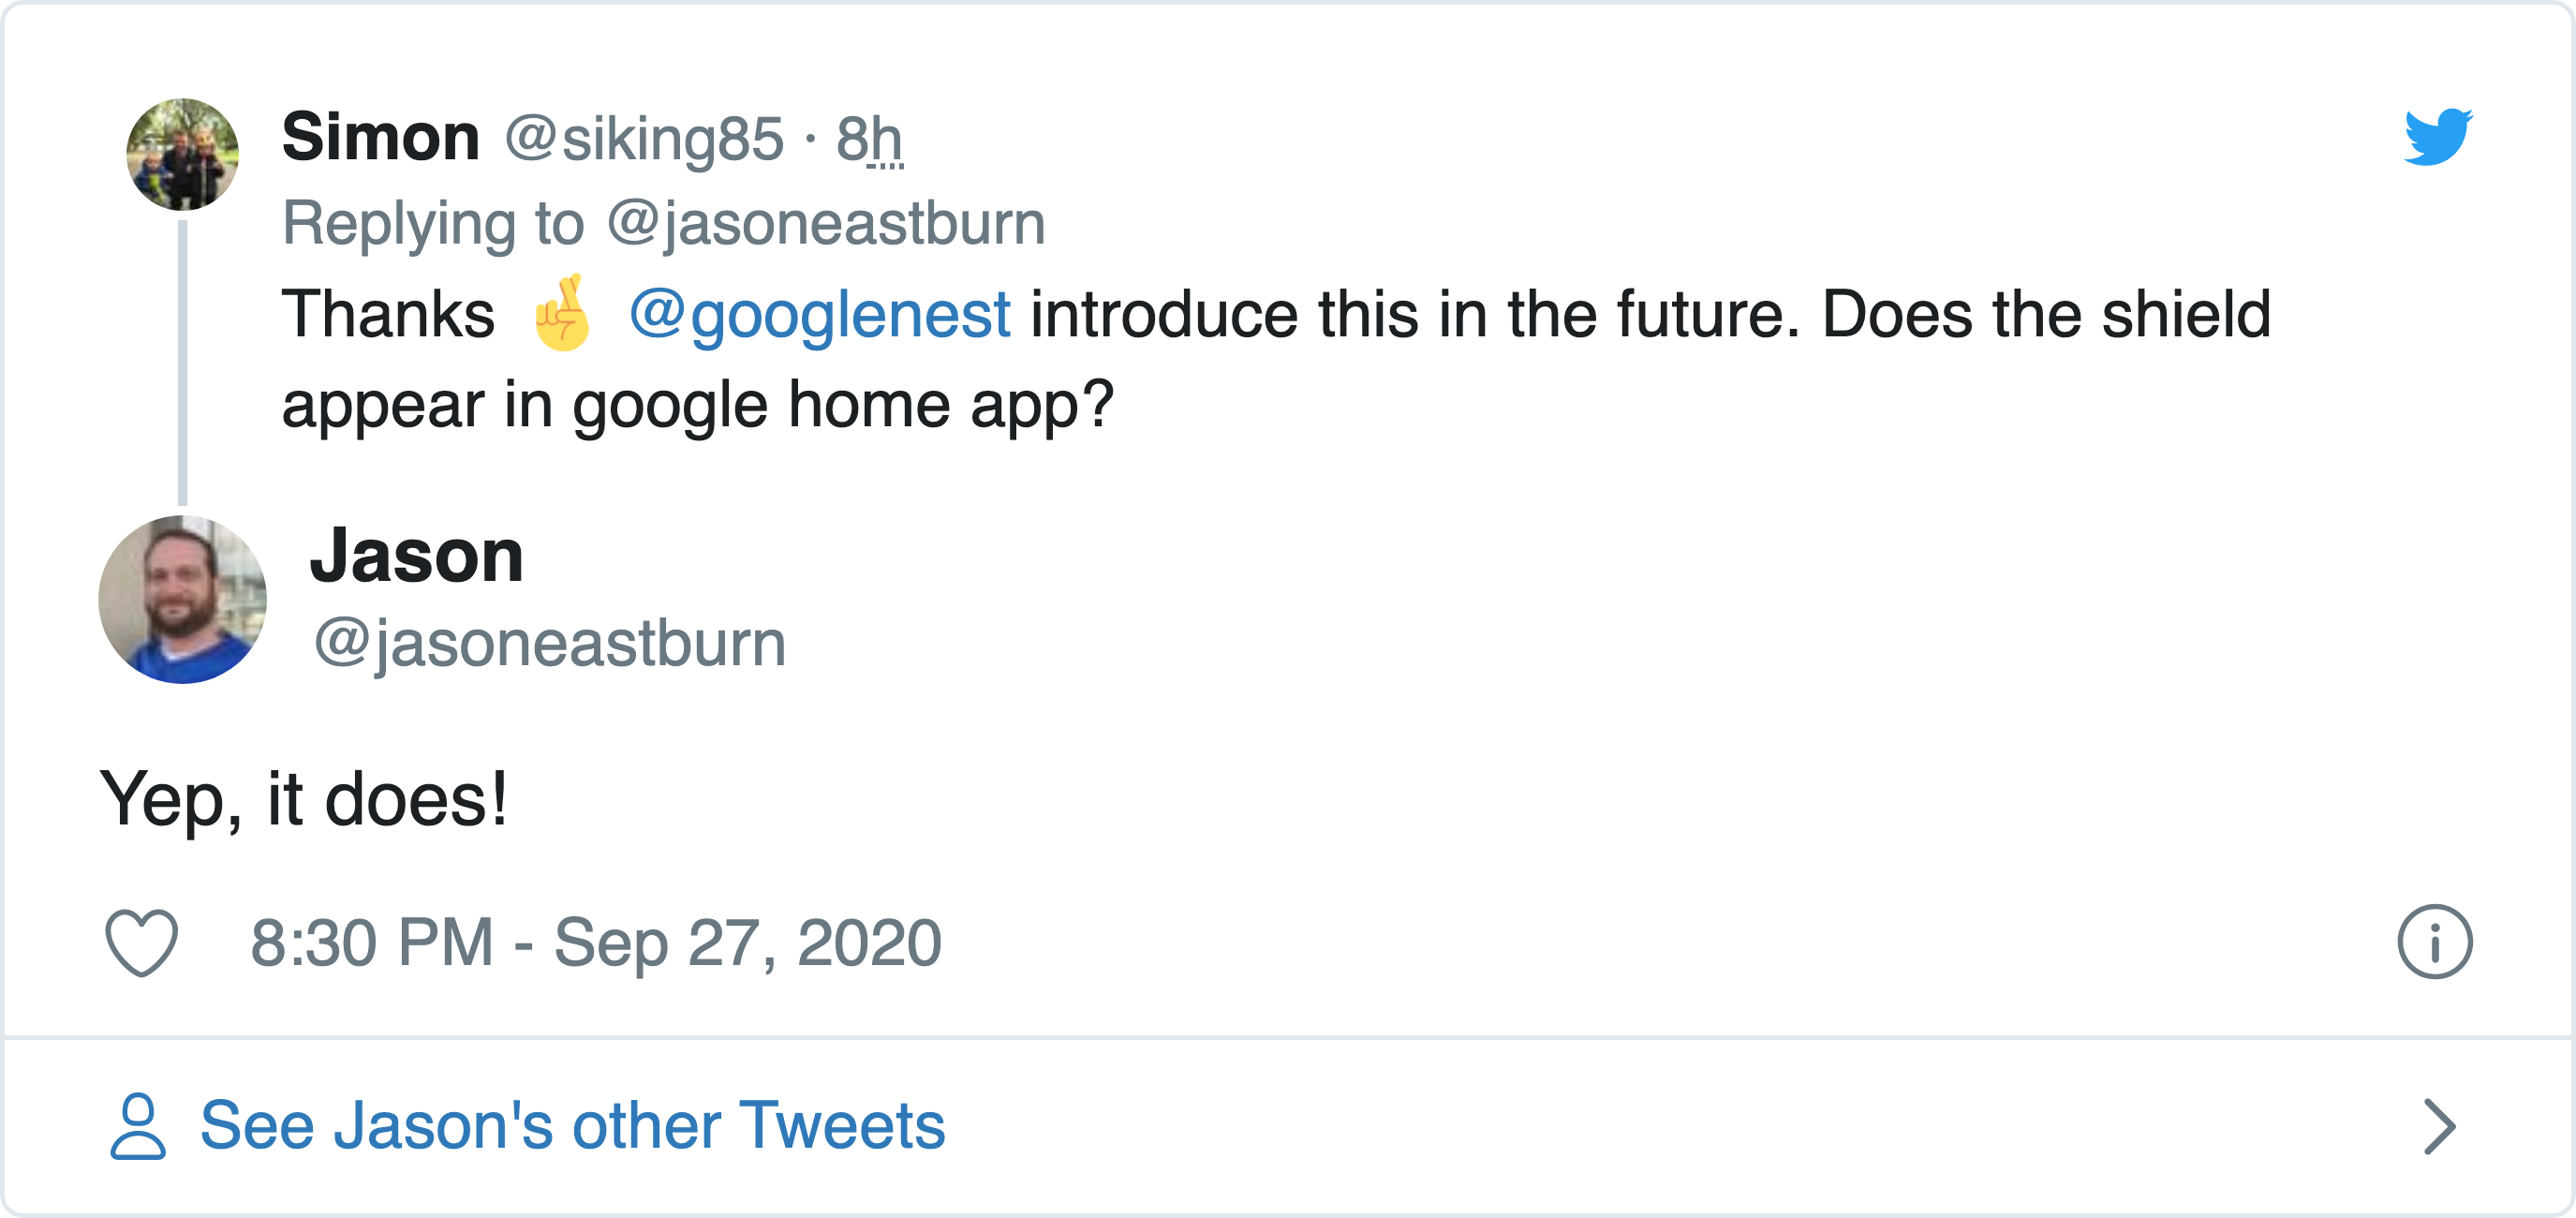 Simon @siking85 · 8h
Replying to @jasoneastburn
Thanks 🤞 @googlenest introduce this in the future. Does the shield
appear in google home app?
Jason
@jasoneastburn
Yep, it does!
8:30 PM - Sep 27, 2020
See Jason's other Tweets